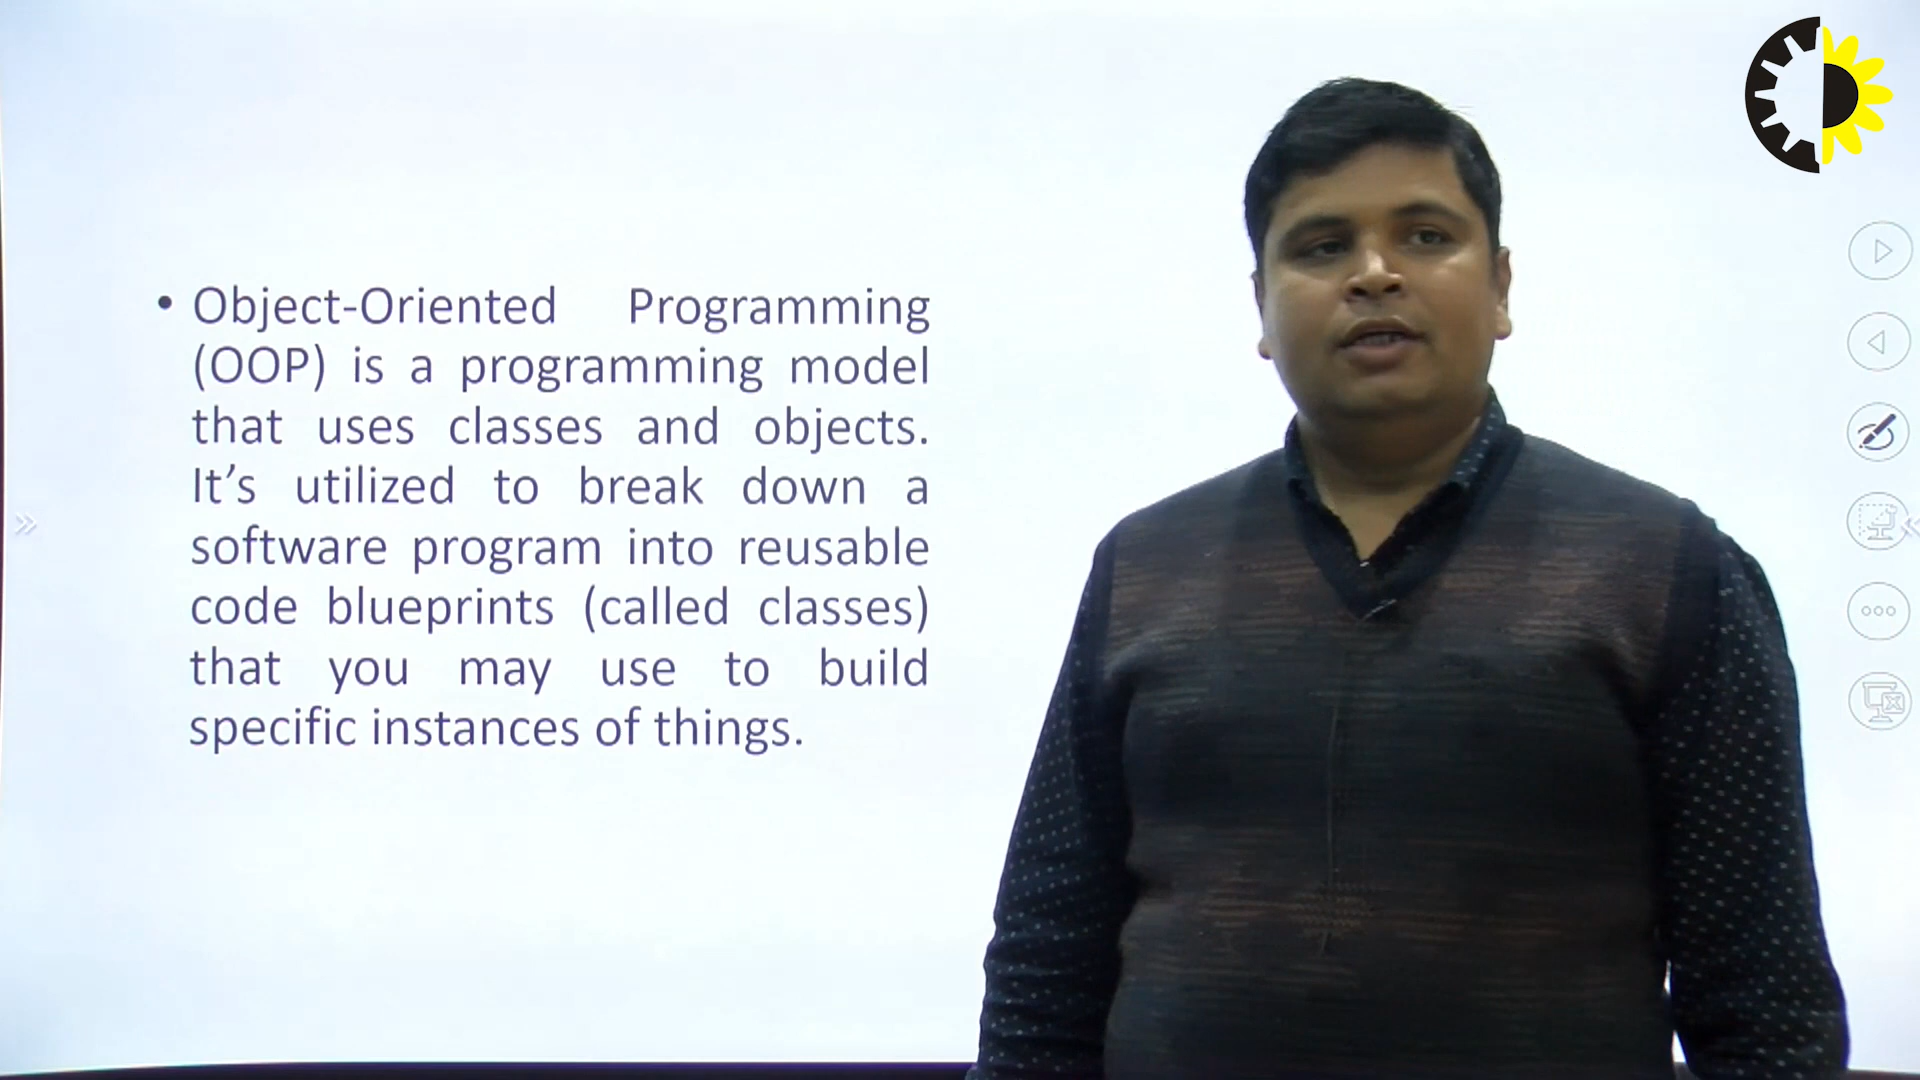 • Object-Oriented Programming
(OOP) is a programming model
that uses classes and objects.
It’s utilized to break down a
software program into reusable
code blueprints (called classes)
that you may use to build
specific instances of things.